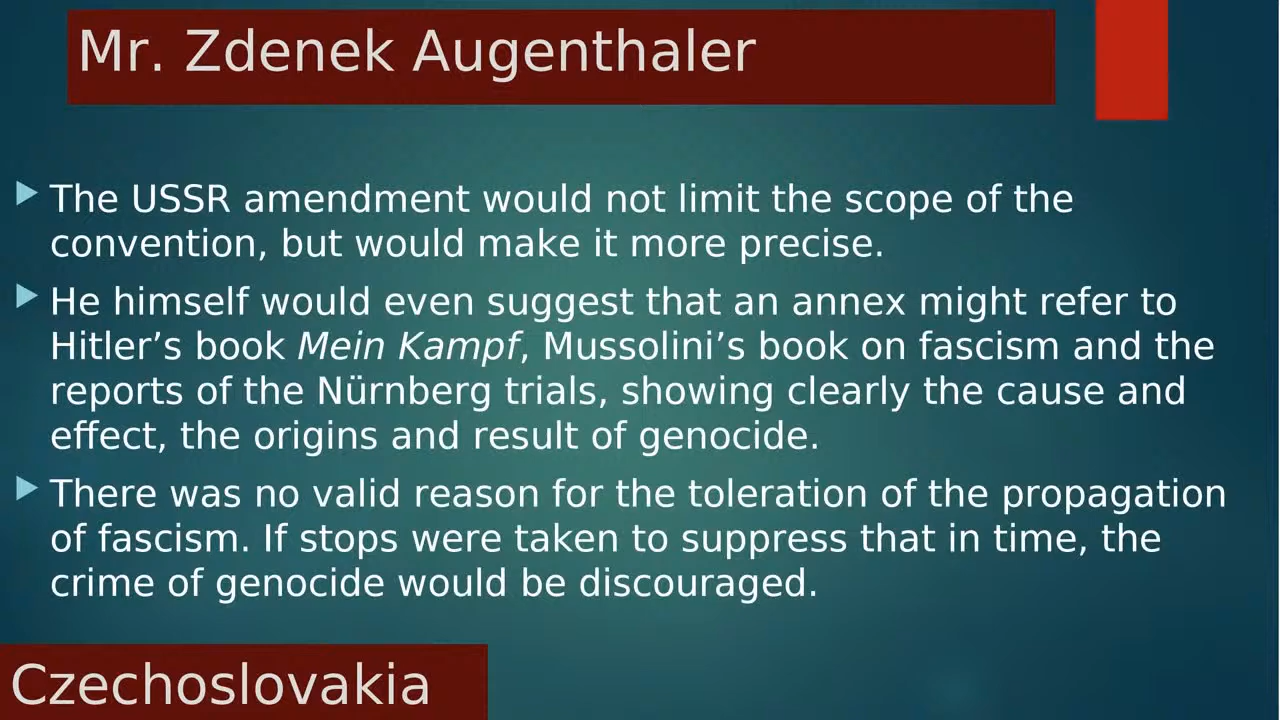 Mr. Zdenek Augenthaler
The USSR amendment would not limit the scope of the
convention, but would make it more precise.
He himself would even suggest that an annex might refer to
Hitler’s book Mein Kampf, Mussolini’s book on fascism and the
reports of the Nürnberg trials, showing clearly the cause and
effect, the origins and result of genocide.
There was no valid reason for the toleration of the propagation
of fascism. If stops were taken to suppress that in time, the
crime of genocide would be discouraged.
Czechoslovakia